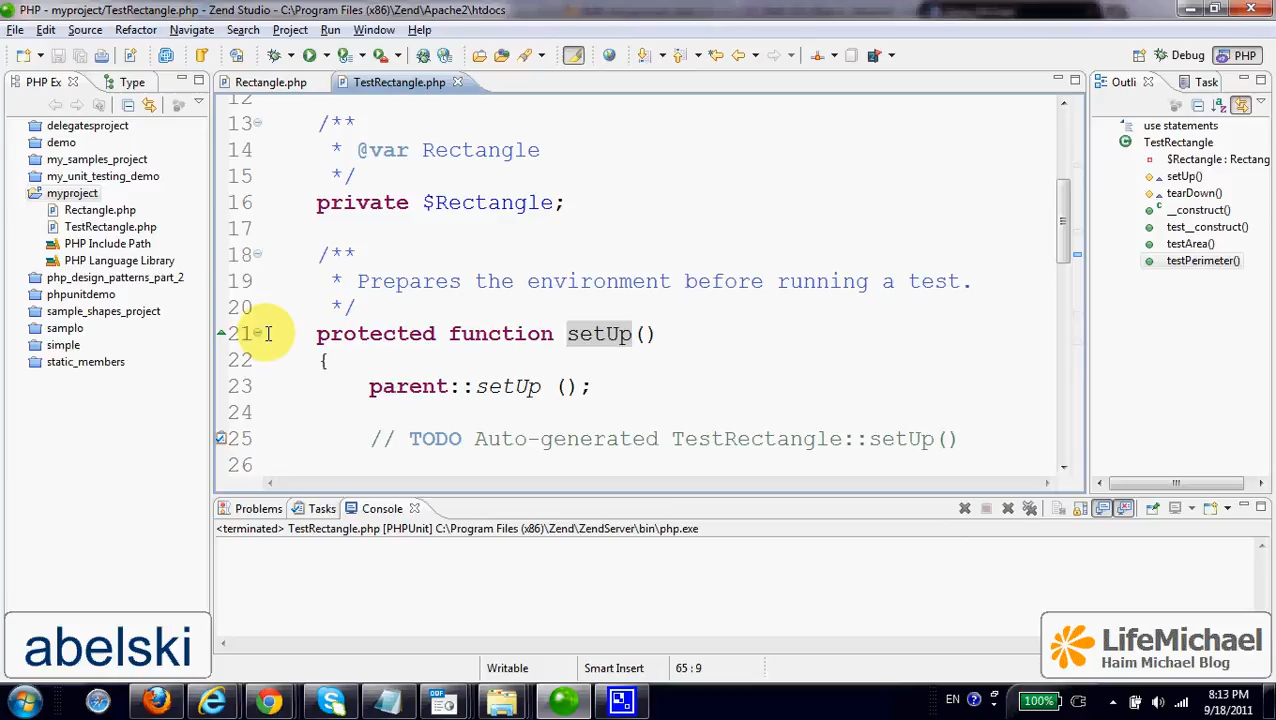 PHP - myproject/TestRectangle.php - Zend Studio - C:\Program Files (x86)\Zend\Apache2\htdocs
File Edit Source Refactor Navigate Search Project Run Window Help
Debug PHP
PHP Ex Type
Rectangle.php TestRectangle.php
Outli Task
delegatesproject
demo
my_samples_project
my_unit_testing_demo
myproject
Rectangle.php
TestRectangle.php
PHP Include Path
PHP Language Library
php_design_patterns_part_2
phpunitdemo
sample_shapes_project
samplo
simple
static_members
12
13 /**
14 * @var Rectangle
15 */
16 private $Rectangle;
17
18 /**
19 * Prepares the environment before running a test.
20 */
21 protected function setUp()
22 {
23 parent::setUp ();
24
25 // TODO Auto-generated TestRectangle::setUp()
26
use statements
TestRectangle
$Rectangle : Rectang
setUp()
tearDown()
__construct()
test__construct()
testArea()
testPerimeter()
Problems Tasks Console
<terminated> TestRectangle.php [PHPUnit] C:\Program Files (x86)\Zend\ZendServer\bin\php.exe
abelski
LifeMichael
Haim Michael Blog
Writable Smart Insert 65 : 9
EN 100% 8:13 PM
9/18/2011